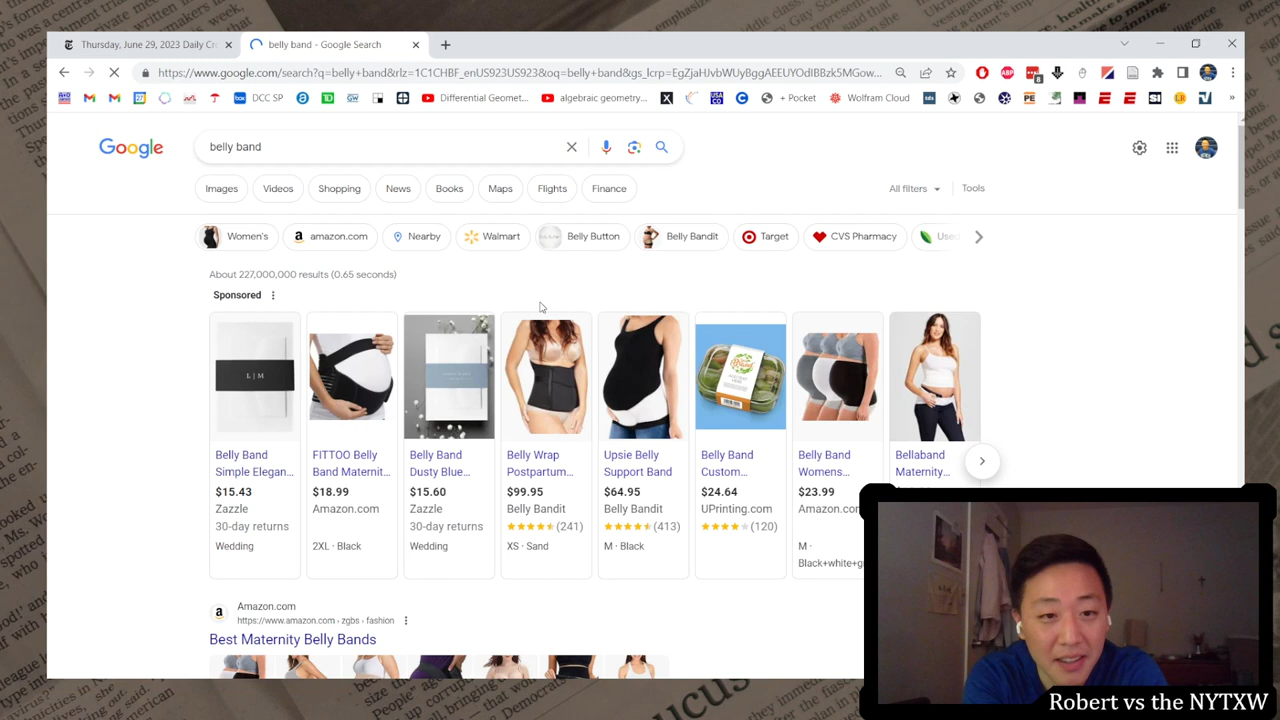 Thursday, June 29, 2023 Daily Cr
belly band - Google Search
https://www.google.com/search?q=belly+band&rlz=1C1CHBF_enUS923US923&oq=belly+band&gs_lcrp=EgZjaHJvbWUyBggAEEUYODIBBzk5MGow...
DCC SP
Differential Geomet...
algebraic geometry...
+ Pocket
Wolfram Cloud
Google
belly band
Images
Videos
Shopping
News
Books
Maps
Flights
Finance
All filters
Tools
Women's
amazon.com
Nearby
Walmart
Belly Button
Belly Bandit
Target
CVS Pharmacy
Used
About 227,000,000 results (0.65 seconds)
Sponsored
L | M
Belly Band
Simple Elegan...
$15.43
Zazzle
30-day returns
Wedding
FITTOO Belly
Band Maternit...
$18.99
Amazon.com
2XL · Black
Belly Band
Dusty Blue...
$15.60
Zazzle
30-day returns
Wedding
Belly Wrap
Postpartum...
$99.95
Belly Bandit
(241)
XS · Sand
Upsie Belly
Support Band
$64.95
Belly Bandit
(413)
M · Black
Belly Band
Custom...
$24.64
UPrinting.com
(120)
Belly Band
Womens...
$23.99
Amazon.co
M ·
Black+white+g
Bellaband
Maternity...
Amazon.com
https://www.amazon.com › zgbs › fashion
Best Maternity Belly Bands
Robert vs the NYTXW